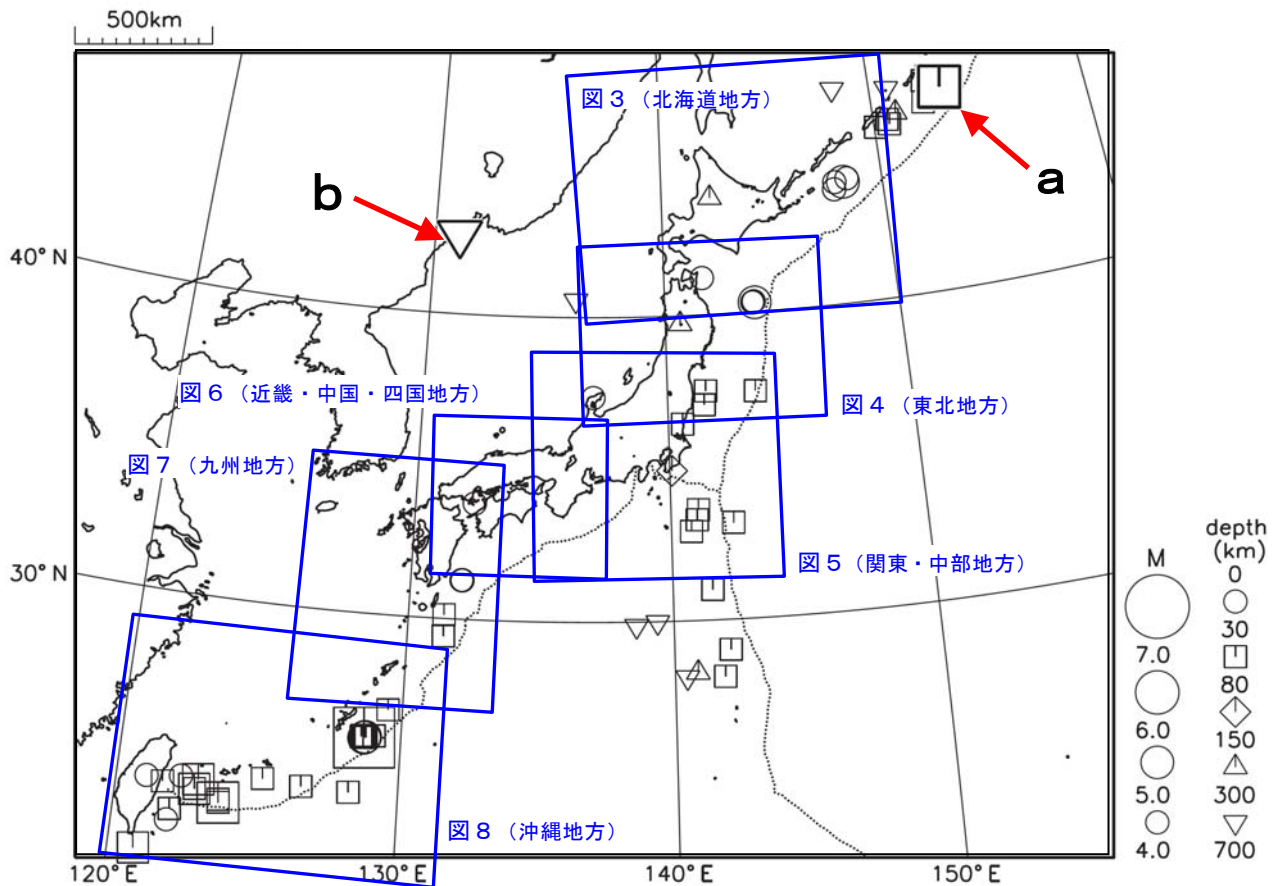 500km
図3（北海道地方）
a
b
40°N
図6（近畿・中国・四国地方）
図4（東北地方）
図7（九州地方）
図5（関東・中部地方）
30°N
図8（沖縄地方）
120°E
130°E
140°E
150°E
M
7.0
6.0
5.0
4.0
depth
(km)
0
30
80
150
300
700